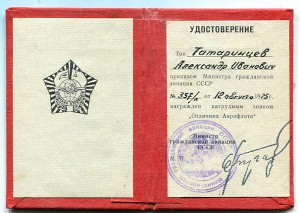 УДОСТОВЕРЕНИЕ
Тов. Татаринцев
Александр Иванович
приказом Министра гражданской
авиации СССР
№ 357/л от 12 августа 1975 г.
награжден нагрудным знаком
„Отличник Аэрофлота“
Министр
гражданской авиации
СССР
М. П.